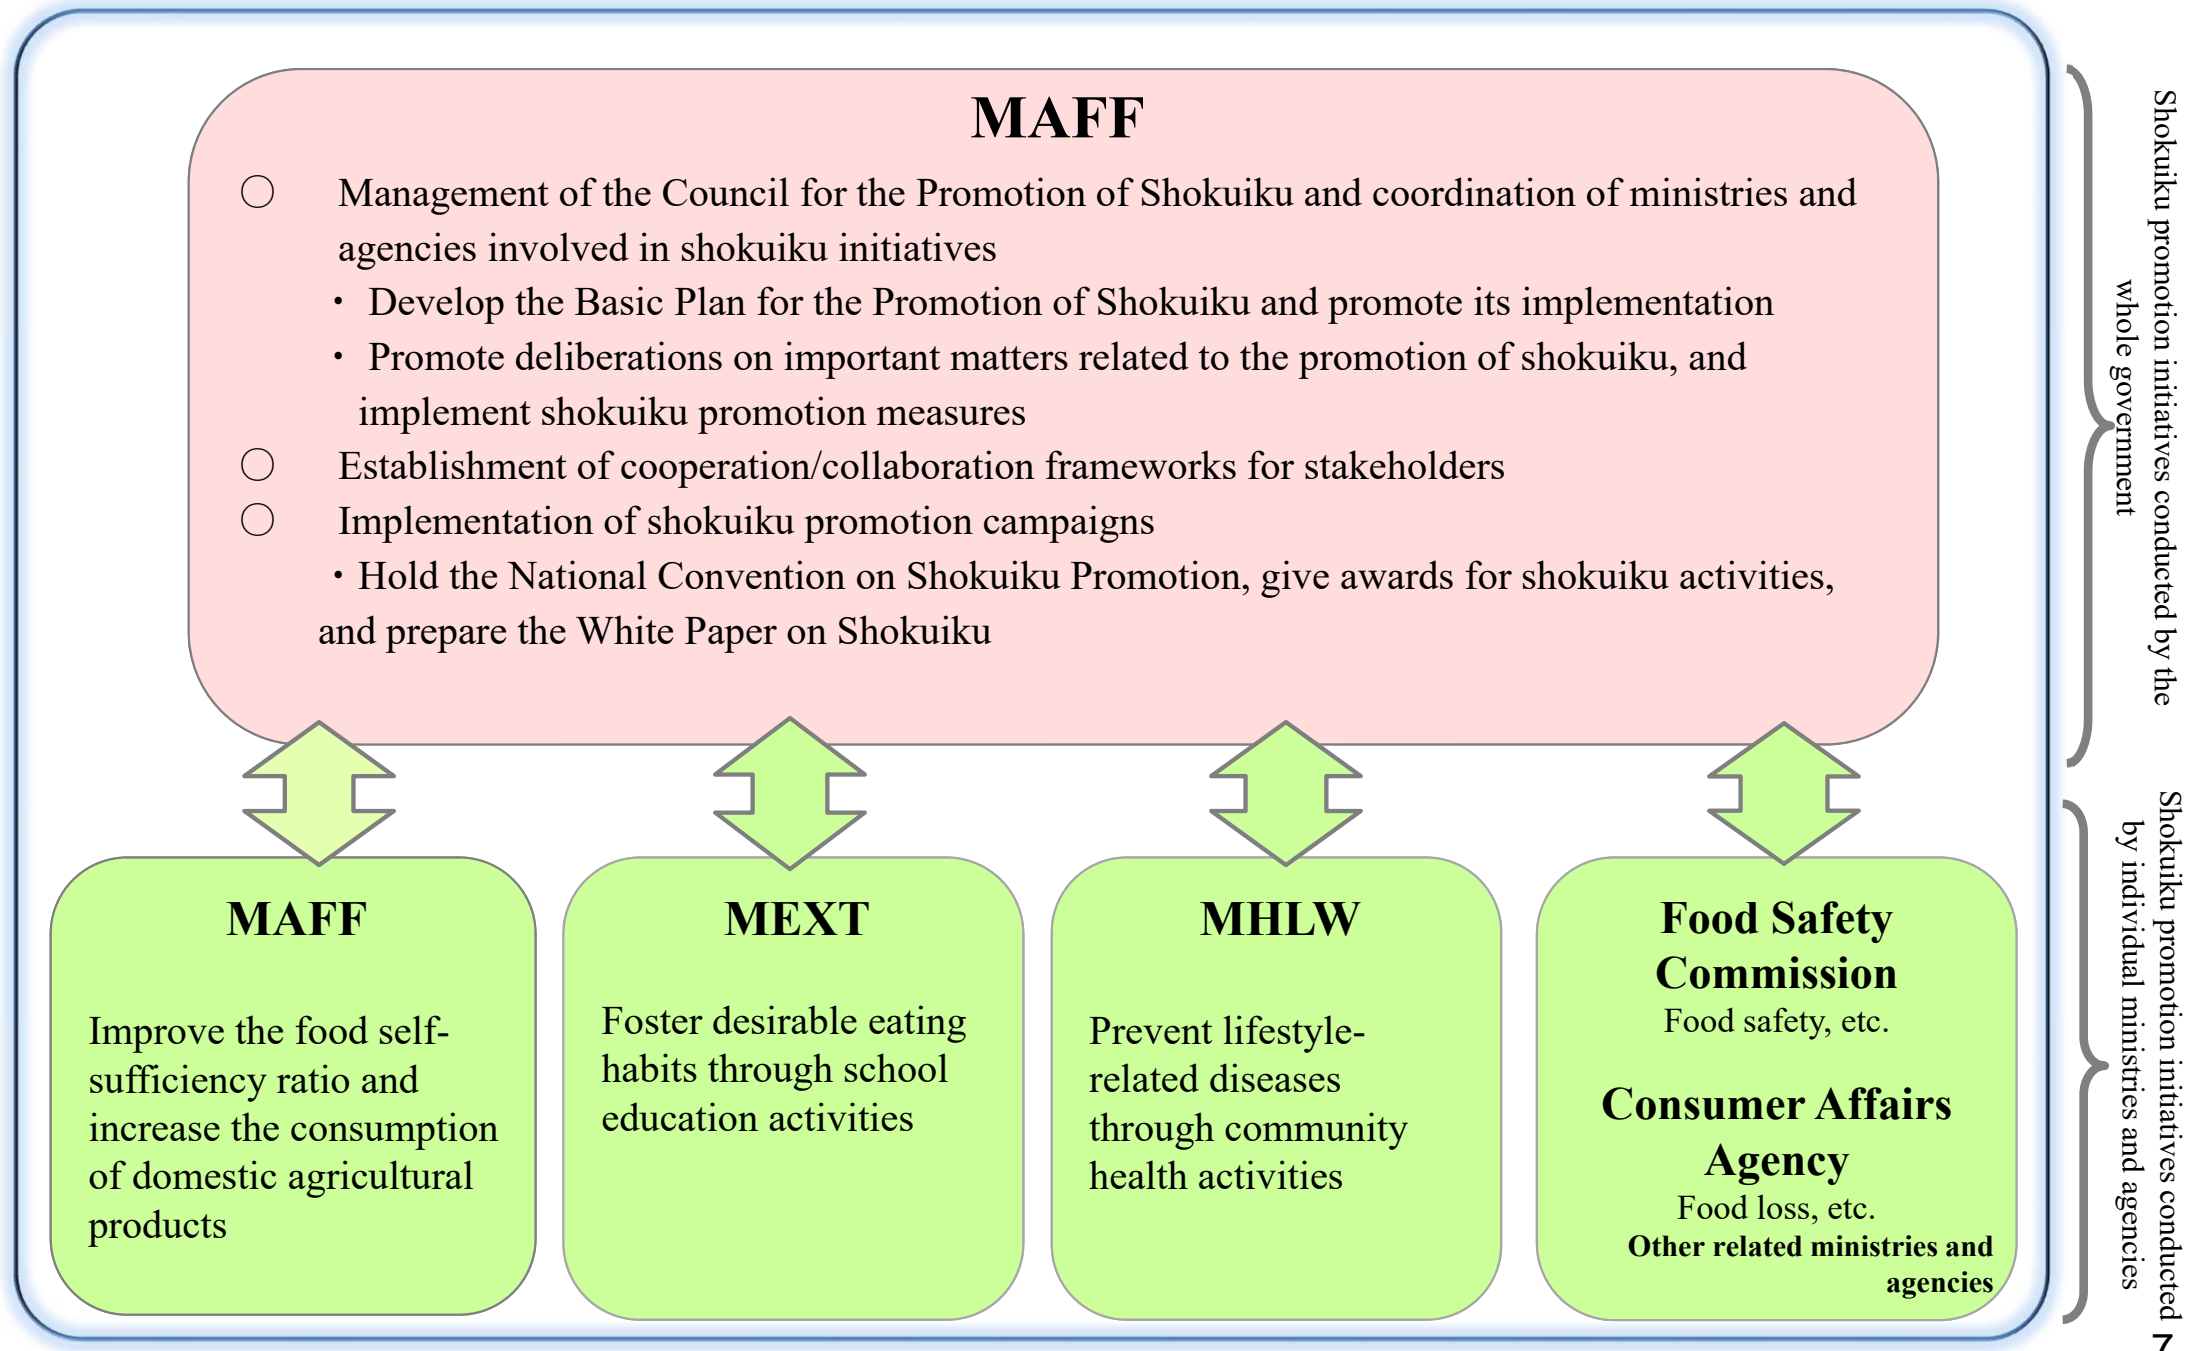 MAFF
○ Management of the Council for the Promotion of Shokuiku and coordination of ministries and
agencies involved in shokuiku initiatives
・ Develop the Basic Plan for the Promotion of Shokuiku and promote its implementation
・ Promote deliberations on important matters related to the promotion of shokuiku, and
implement shokuiku promotion measures
○ Establishment of cooperation/collaboration frameworks for stakeholders
○ Implementation of shokuiku promotion campaigns
・Hold the National Convention on Shokuiku Promotion, give awards for shokuiku activities,
and prepare the White Paper on Shokuiku
Shokuiku promotion initiatives conducted by the
whole government
MAFF
Improve the food self-
sufficiency ratio and
increase the consumption
of domestic agricultural
products
MEXT
Foster desirable eating
habits through school
education activities
MHLW
Prevent lifestyle-
related diseases
through community
health activities
Food Safety
Commission
Food safety, etc.
Consumer Affairs
Agency
Food loss, etc.
Other related ministries and
agencies
Shokuiku promotion initiatives conducted
by individual ministries and agencies
7